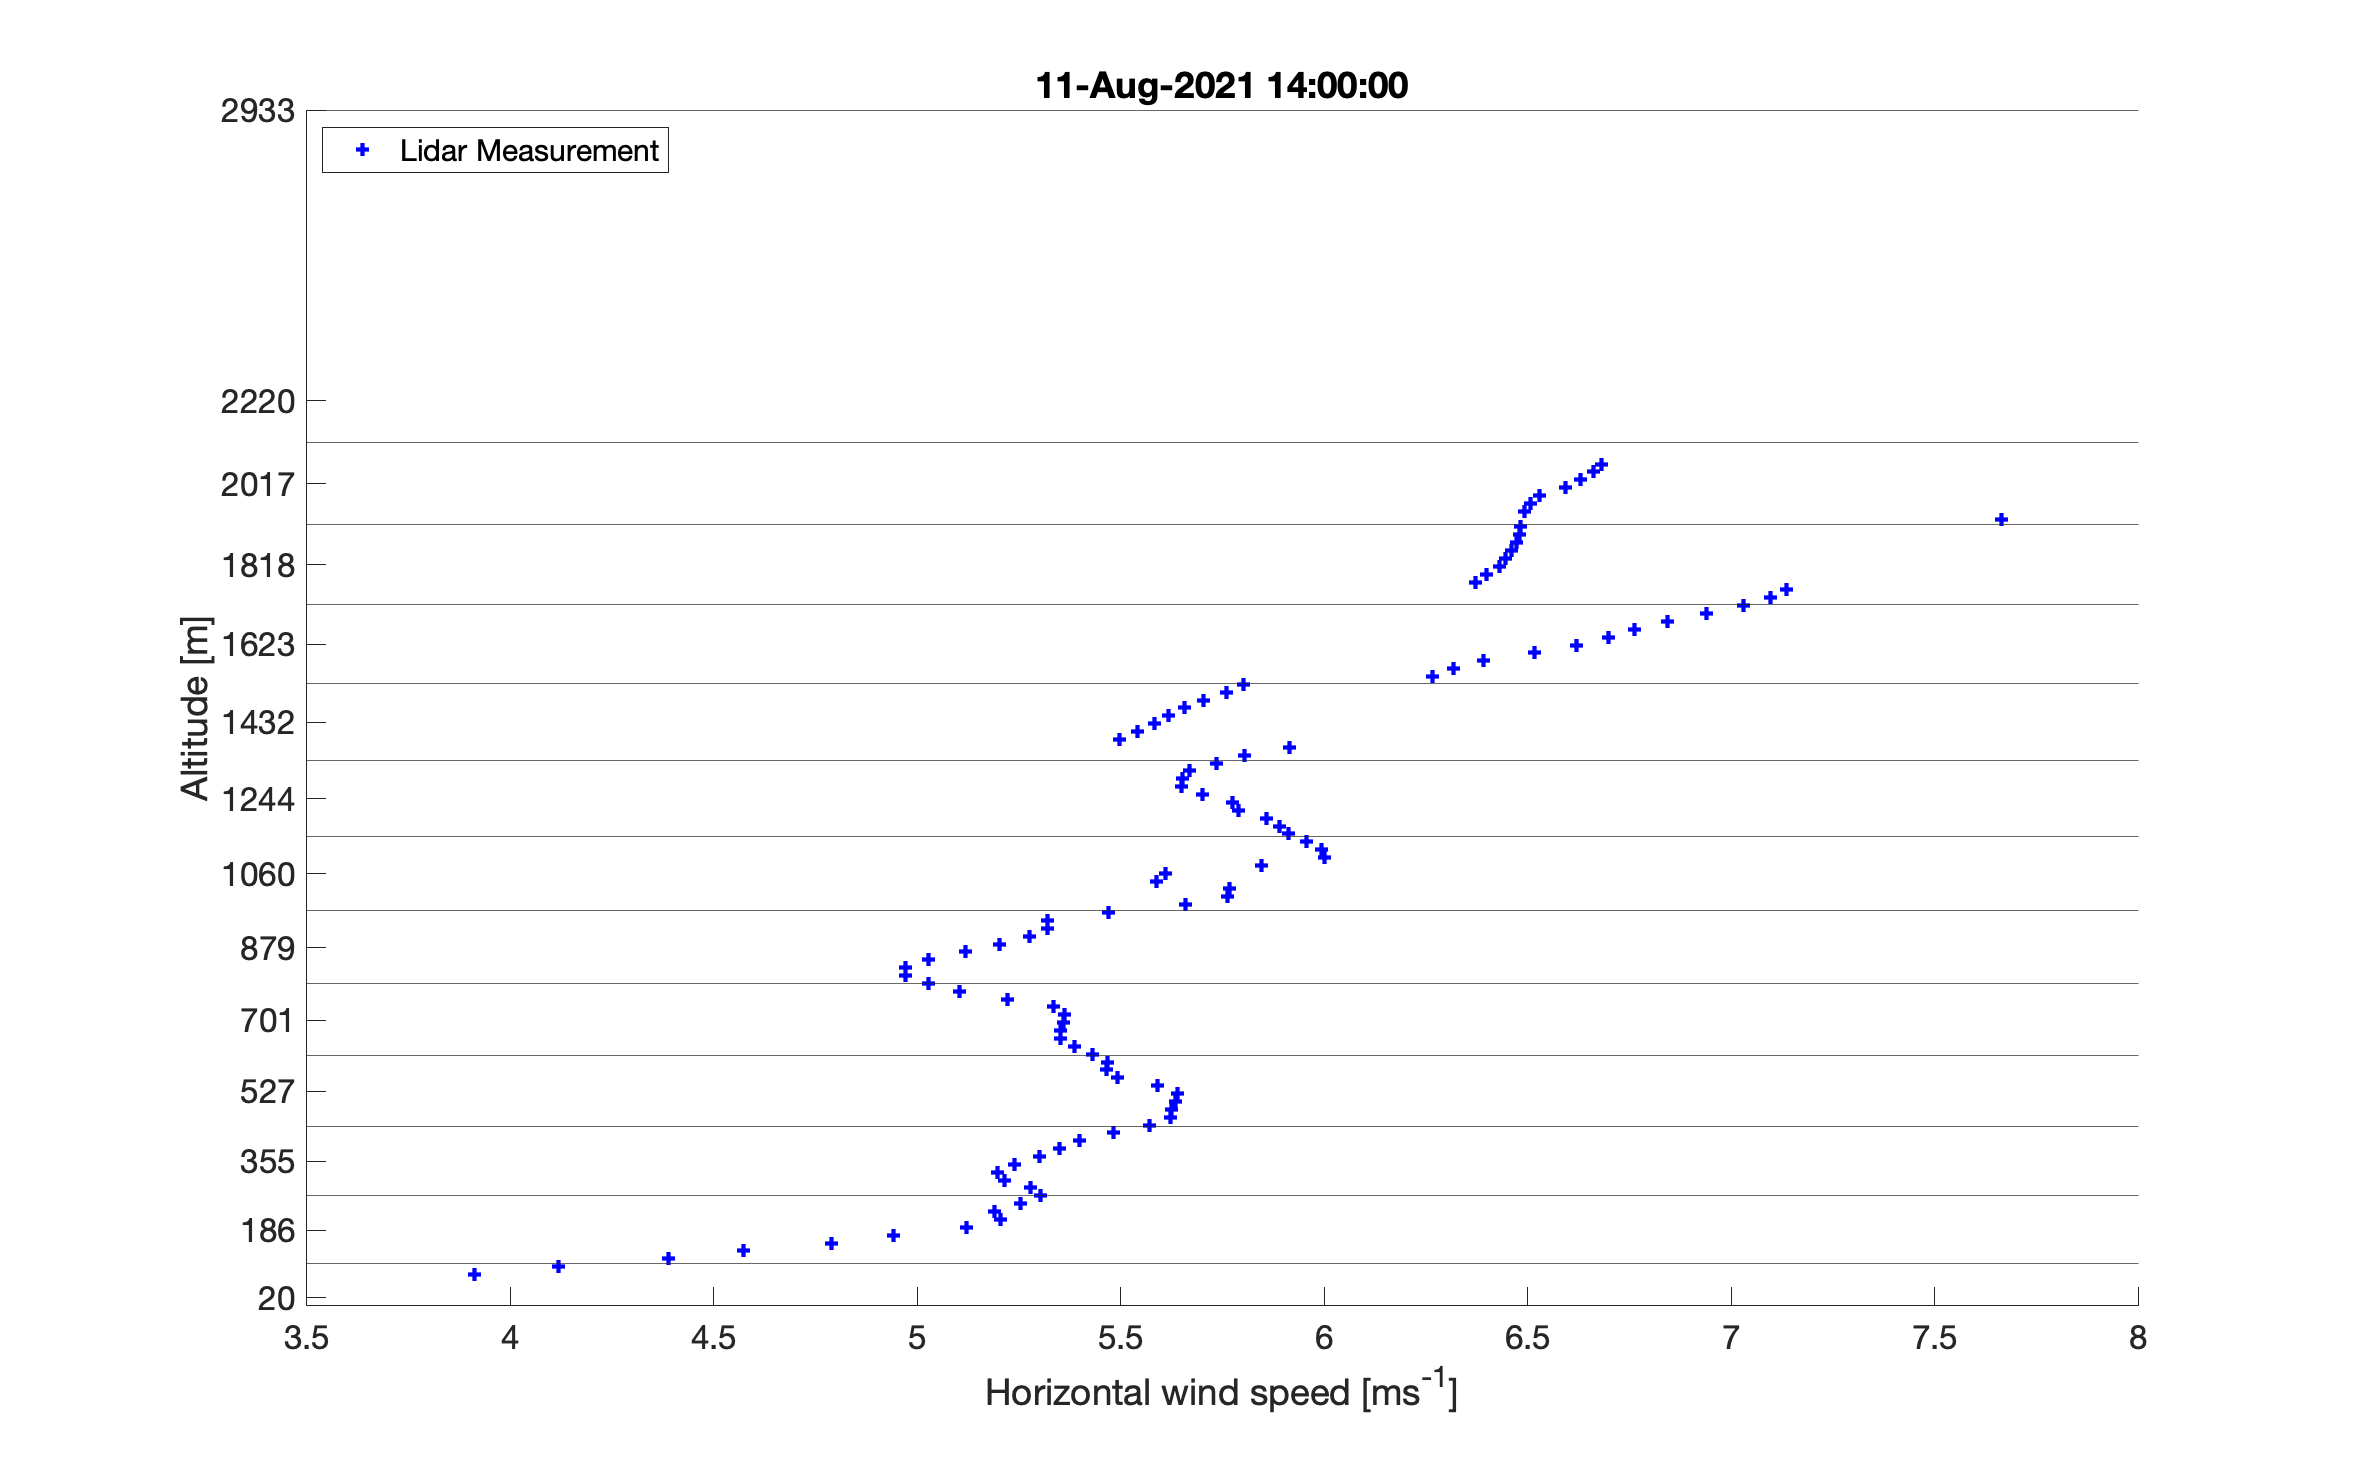 11-Aug-2021 14:00:00
2933
Lidar Measurement
2220
2017
1818
1623
1432
1244
1060
879
701
527
355
186
20
Altitude [m]
3.5 4 4.5 5 5.5 6 6.5 7 7.5 8
Horizontal wind speed [ms⁻¹]